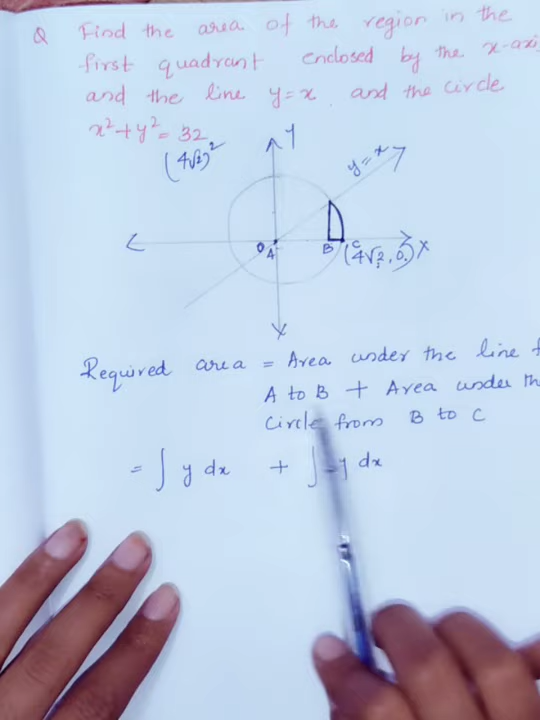 Q Find the area of the region in the
first quadrant enclosed by the x-axis
and the line y=x and the circle
x²+y²=32
(4√2)²
Y
y=x
O
A
B
C
(4√2, 0)
X
Required area = Area under the line
A to B + Area under the
Circle from B to C
= ∫ y dx + ∫ y dx